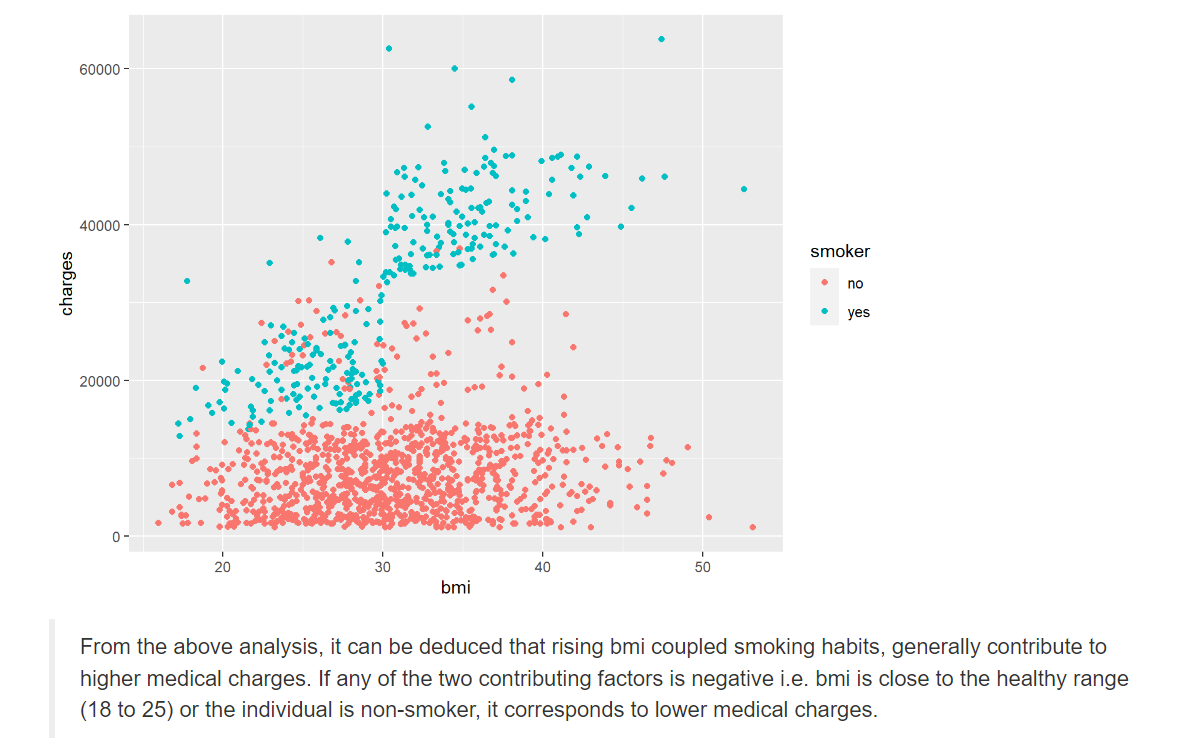 60000
40000
20000
0
charges
20 30 40 50
bmi
smoker
no
yes
From the above analysis, it can be deduced that rising bmi coupled smoking habits, generally contribute to
higher medical charges. If any of the two contributing factors is negative i.e. bmi is close to the healthy range
(18 to 25) or the individual is non-smoker, it corresponds to lower medical charges.